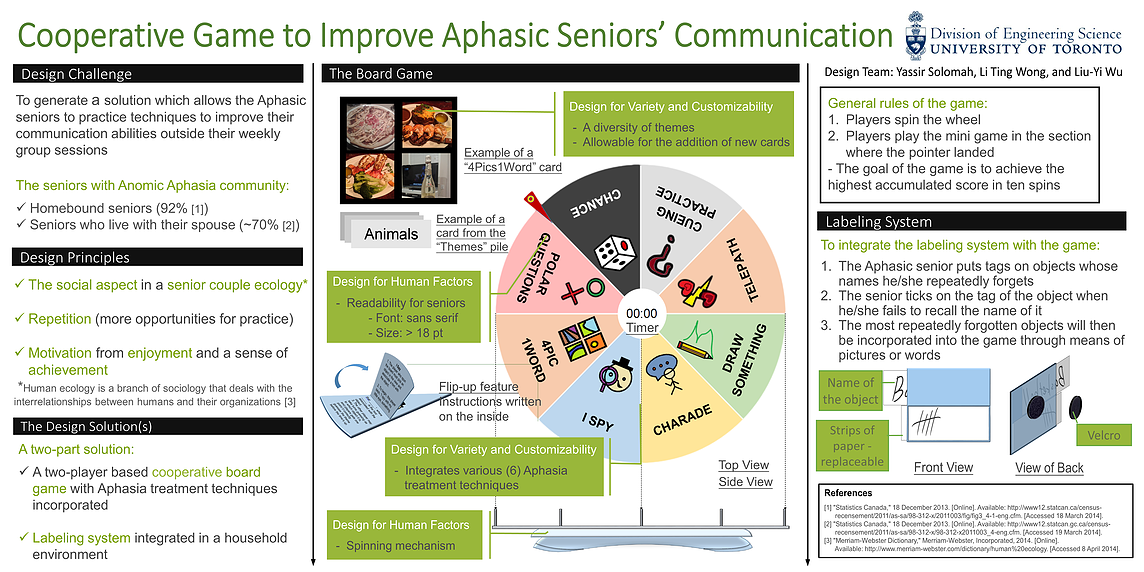 Cooperative Game to Improve Aphasic Seniors' Communication
Division of Engineering Science
UNIVERSITY OF TORONTO
Design Team: Yassir Solomah, Li Ting Wong, and Liu-Yi Wu
Design Challenge
To generate a solution which allows the Aphasic
seniors to practice techniques to improve their
communication abilities outside their weekly
group sessions
The seniors with Anomic Aphasia community:
✓ Homebound seniors (92% [1])
✓ Seniors who live with their spouse (~70% [2])
Design Principles
✓ The social aspect in a senior couple ecology*
✓ Repetition (more opportunities for practice)
✓ Motivation from enjoyment and a sense of
achievement
*Human ecology is a branch of sociology that deals with the
interrelationships between humans and their organizations [3]
The Design Solution(s)
A two-part solution:
✓ A two-player based cooperative board
game with Aphasia treatment techniques
incorporated
✓ Labeling system integrated in a household
environment
The Board Game
Design for Variety and Customizability
- A diversity of themes
- Allowable for the addition of new cards
Example of a
"4Pics1Word" card
Animals
Example of a
card from the
"Themes" pile
Design for Human Factors
- Readability for seniors
- Font: sans serif
- Size: > 18 pt
CHANCE
CUEING
PRACTICE
TELEPATH
DRAW
SOMETHING
CHARADE
I SPY
4PIC
1WORD
POLAR
QUESTIONS
00:00
Timer
Flip-up feature
instructions written
on the inside
Design for Variety and Customizability
- Integrates various (6) Aphasia
treatment techniques
Top View
Side View
Design for Human Factors
- Spinning mechanism
General rules of the game:
1. Players spin the wheel
2. Players play the mini game in the section
where the pointer landed
- The goal of the game is to achieve the
highest accumulated score in ten spins
Labeling System
To integrate the labeling system with the game:
1. The Aphasic senior puts tags on objects whose
names he/she repeatedly forgets
2. The senior ticks on the tag of the object when
he/she fails to recall the name of it
3. The most repeatedly forgotten objects will then
be incorporated into the game through means of
pictures or words
Name of
the object
Strips of
paper -
replaceable
Velcro
Front View
View of Back
References
[1] "Statistics Canada," 18 December 2013. [Online]. Available: http://www12.statcan.ca/census-
recensement/2011/as-sa/98-312-x/2011003/fig/fig3_4-1-eng.cfm. [Accessed 18 March 2014].
[2] "Statistics Canada," 18 December 2013. [Online]. Available: http://www12.statcan.gc.ca/census-
recensement/2011/as-sa/98-312-x/98-312-x2011003_4-eng.cfm. [Accessed 19 March 2014].
[3] "Merriam-Webster Dictionary," Merriam-Webster, Incorporated, 2014. [Online].
Available: http://www.merriam-webster.com/dictionary/human%20ecology. [Accessed 8 April 2014].